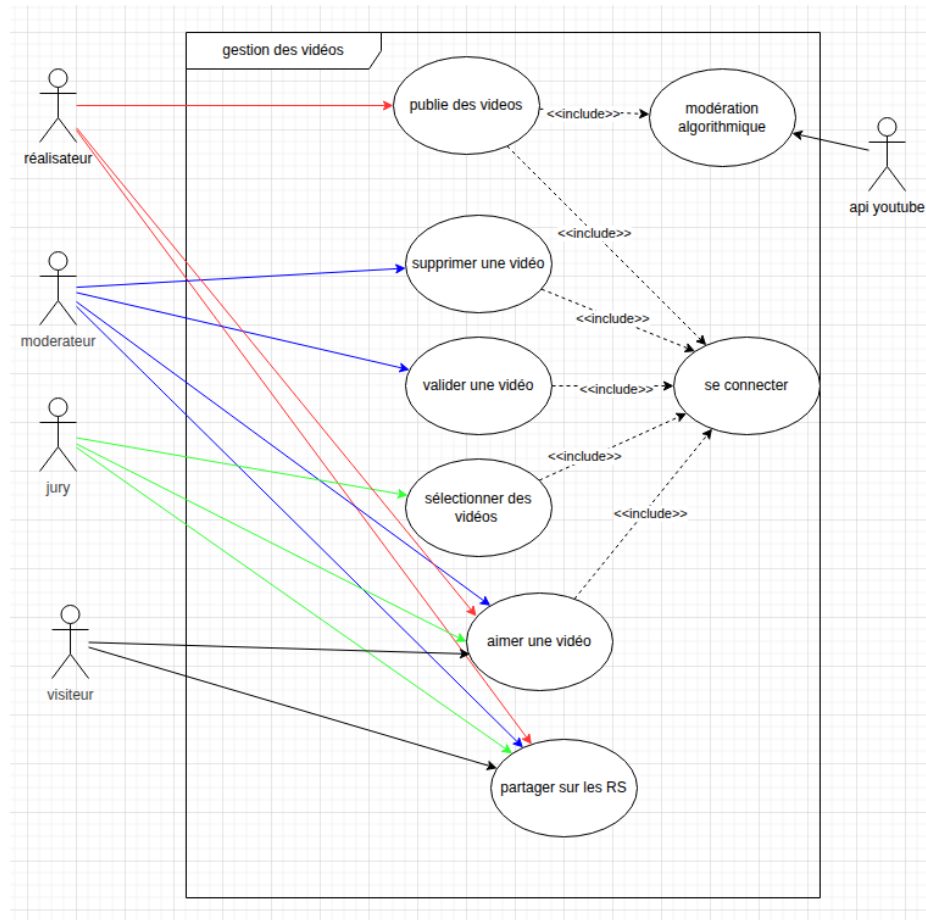 gestion des vidéos
publie des videos
<<include>>
modération
algorithmique
réalisateur
api youtube
<<include>>
supprimer une vidéo
<<include>>
moderateur
valider une vidéo
<<include>>
se connecter
jury
<<include>>
sélectionner des
vidéos
<<include>>
aimer une vidéo
visiteur
partager sur les RS